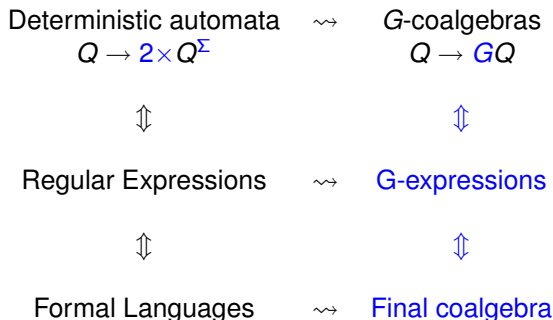 Deterministic automata ⇝ G-coalgebras
Q → 2×Q^Σ Q → GQ
⇕ ⇕
Regular Expressions ⇝ G-expressions
⇕ ⇕
Formal Languages ⇝ Final coalgebra